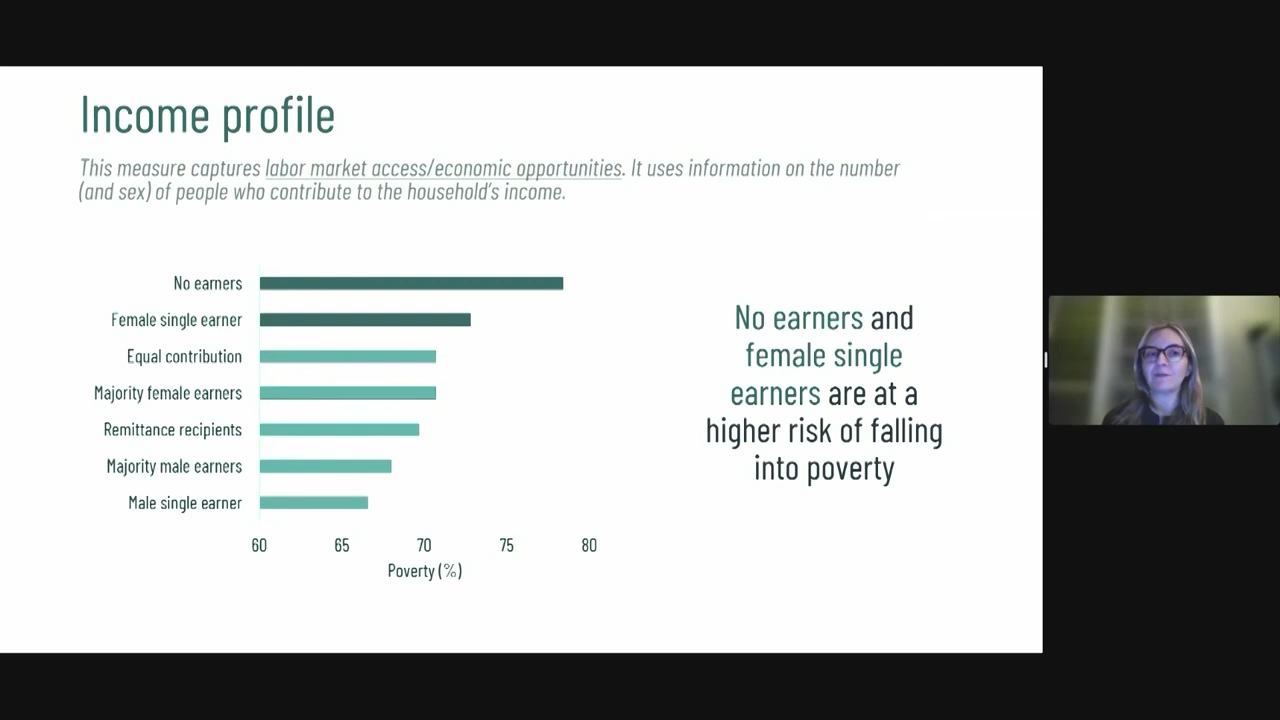 Income profile
This measure captures labor market access/economic opportunities. It uses information on the number
(and sex) of people who contribute to the household's income.
No earners
Female single earner
Equal contribution
Majority female earners
Remittance recipients
Majority male earners
Male single earner
60 65 70 75 80
Poverty (%)
No earners and
female single
earners are at a
higher risk of falling
into poverty